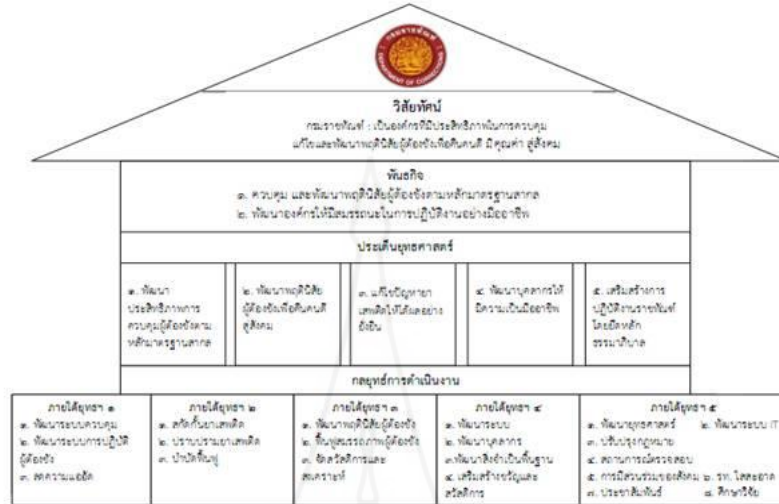 กรมราชทัณฑ์
DEPARTMENT OF CORRECTIONS
วิสัยทัศน์
กรมราชทัณฑ์ : เป็นองค์กรที่มีประสิทธิภาพในการควบคุม
แก้ไขและพัฒนาพฤตินิสัยผู้ต้องขังเพื่อคืนคนดี มีคุณค่า สู่สังคม
พันธกิจ
๑. ควบคุม และพัฒนาพฤตินิสัยผู้ต้องขังตามหลักมาตรฐานสากล
๒. พัฒนาองค์กรให้มีสมรรถนะในการปฏิบัติงานอย่างมืออาชีพ
ประเด็นยุทธศาสตร์
๑. พัฒนา
ประสิทธิภาพการ
ควบคุมผู้ต้องขังตาม
หลักมาตรฐานสากล
๒. พัฒนาพฤตินิสัย
ผู้ต้องขังเพื่อคืนคนดี
สู่สังคม
๓. แก้ไขปัญหายา
เสพติดให้ได้ผลอย่าง
ยั่งยืน
๔. พัฒนาบุคลากรให้
มีความเป็นมืออาชีพ
๕. เสริมสร้างการ
ปฏิบัติงานราชทัณฑ์
โดยยึดหลัก
ธรรมาภิบาล
กลยุทธ์การดำเนินงาน
ภายใต้ยุทธฯ ๑
๑. พัฒนาระบบควบคุม
๒. พัฒนาระบบการปฏิบัติ
ผู้ต้องขัง
๓. ลดความแออัด
ภายใต้ยุทธฯ ๒
๑. สกัดกั้นยาเสพติด
๒. ปราบปรามยาเสพติด
๓. บำบัดฟื้นฟู
ภายใต้ยุทธฯ ๓
๑. พัฒนาพฤตินิสัยผู้ต้องขัง
๒. ฟื้นฟูสมรรถภาพผู้ต้องขัง
๓. จัดสวัสดิการและ
สงเคราะห์
ภายใต้ยุทธฯ ๔
๑. พัฒนาระบบ
๒. พัฒนาบุคลากร
๓.พัฒนาสิ่งจำเป็นพื้นฐาน
๔. เสริมสร้างขวัญและ
สวัสดิการ
ภายใต้ยุทธฯ ๕
๑. พัฒนายุทธศาสตร์ ๒. พัฒนาระบบ IT
๓. ปรับปรุงกฎหมาย
๔. สถานการณ์ตรวจสอบ
๕. การมีส่วนร่วมของสังคม ๖. รท. ใสสะอาด
๗. ประชาสัมพันธ์ ๘. ศึกษาวิจัย